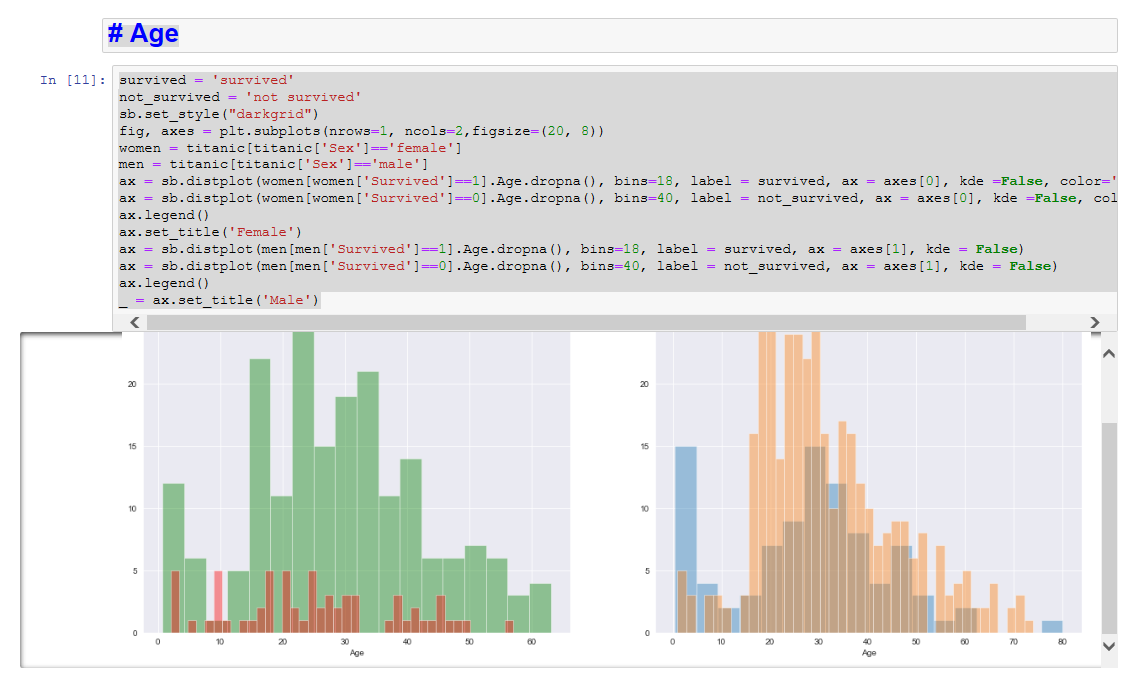 # Age
In [11]:
survived = 'survived'
not_survived = 'not survived'
sb.set_style("darkgrid")
fig, axes = plt.subplots(nrows=1, ncols=2,figsize=(20, 8))
women = titanic[titanic['Sex']=='female']
men = titanic[titanic['Sex']=='male']
ax = sb.distplot(women[women['Survived']==1].Age.dropna(), bins=18, label = survived, ax = axes[0], kde =False, color='
ax = sb.distplot(women[women['Survived']==0].Age.dropna(), bins=40, label = not_survived, ax = axes[0], kde =False, col
ax.legend()
ax.set_title('Female')
ax = sb.distplot(men[men['Survived']==1].Age.dropna(), bins=18, label = survived, ax = axes[1], kde = False)
ax = sb.distplot(men[men['Survived']==0].Age.dropna(), bins=40, label = not_survived, ax = axes[1], kde = False)
ax.legend()
_ = ax.set_title('Male')
20
15
10
5
0
0 10 20 30 40 50 60
Age
20
15
10
5
0
0 10 20 30 40 50 60 70 80
Age